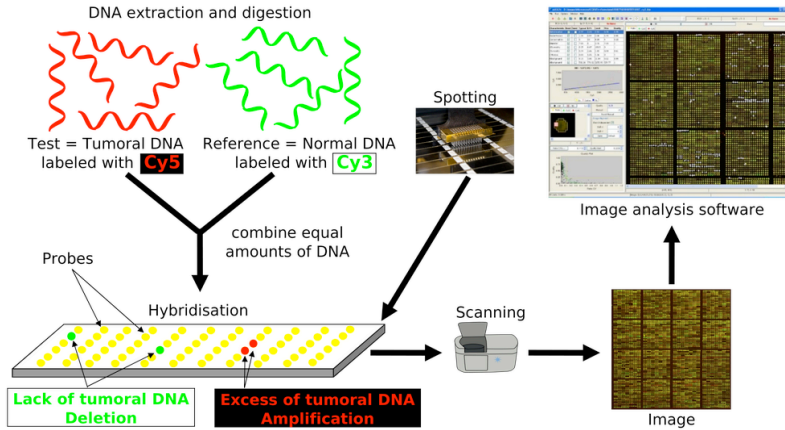 DNA extraction and digestion
Test = Tumoral DNA
labeled with Cy5
Reference = Normal DNA
labeled with Cy3
Spotting
Image analysis software
combine equal
amounts of DNA
Probes
Hybridisation
Scanning
Lack of tumoral DNA
Deletion
Excess of tumoral DNA
Amplification
Image